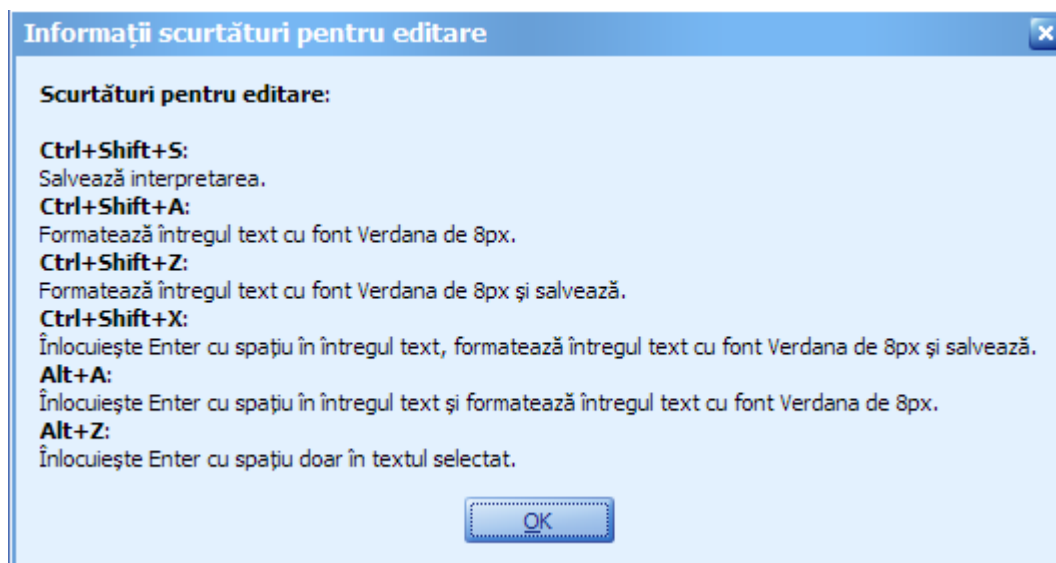 Informații scurtături pentru editare
Scurtături pentru editare:
Ctrl+Shift+S:
Salvează interpretarea.
Ctrl+Shift+A:
Formatează întregul text cu font Verdana de 8px.
Ctrl+Shift+Z:
Formatează întregul text cu font Verdana de 8px și salvează.
Ctrl+Shift+X:
Înlocuiește Enter cu spațiu în întregul text, formatează întregul text cu font Verdana de 8px și salvează.
Alt+A:
Înlocuiește Enter cu spațiu în întregul text și formatează întregul text cu font Verdana de 8px.
Alt+Z:
Înlocuiește Enter cu spațiu doar în textul selectat.
OK